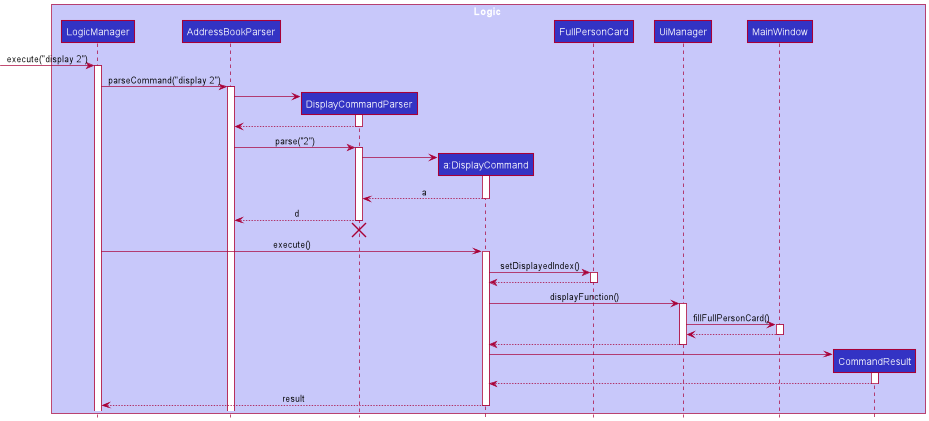 Logic
LogicManager
AddressBookParser
FullPersonCard
UiManager
MainWindow
execute("display 2")
parseCommand("display 2")
DisplayCommandParser
parse("2")
a:DisplayCommand
a
d
execute()
setDisplayedIndex()
displayFunction()
fillFullPersonCard()
CommandResult
result